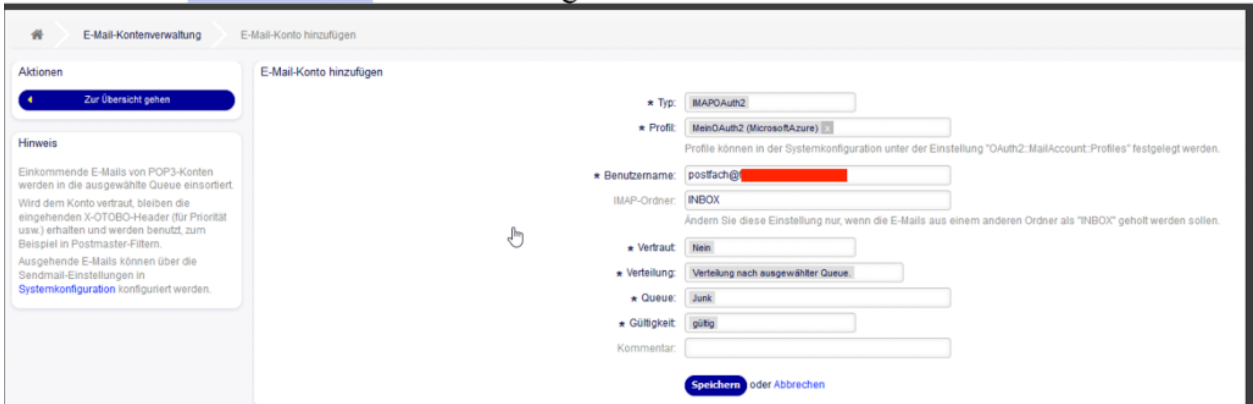 E-Mail-Kontenverwaltung
E-Mail-Konto hinzufügen
Aktionen
Zur Übersicht gehen
Hinweis
Einkommende E-Mails von POP3-Konten
werden in die ausgewählte Queue einsortiert.
Wird dem Konto vertraut, bleiben die
eingehenden X-OTOBO-Header (für Priorität
usw.) erhalten und werden benutzt, zum
Beispiel in Postmaster-Filtern.
Ausgehende E-Mails können über die
Sendmail-Einstellungen in
Systemkonfiguration konfiguriert werden.
E-Mail-Konto hinzufügen
★ Typ: IMAPOAuth2
★ Profil: MeinOAuth2 (MicrosoftAzure) x
Profile können in der Systemkonfiguration unter der Einstellung "OAuth2::MailAccount::Profiles" festgelegt werden.
★ Benutzername: postfach@
IMAP-Ordner: INBOX
Ändern Sie diese Einstellung nur, wenn die E-Mails aus einem anderen Ordner als "INBOX" geholt werden sollen.
★ Vertraut: Nein
★ Verteilung: Verteilung nach ausgewählter Queue.
★ Queue: Junk
★ Gültigkeit: gültig
Kommentar:
Speichern oder Abbrechen